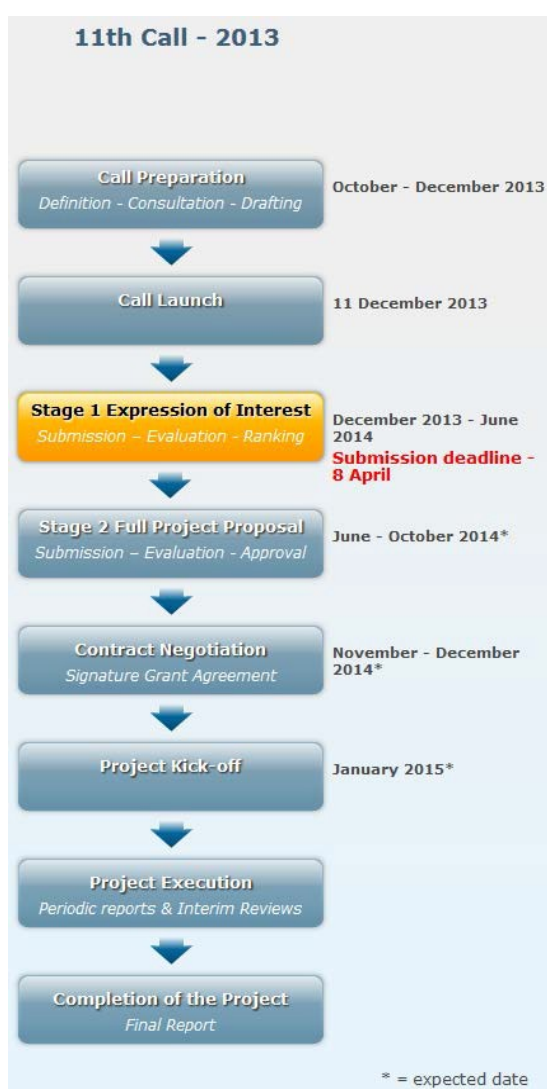 11th Call - 2013
Call Preparation
Definition - Consultation - Drafting
October - December 2013
Call Launch
11 December 2013
Stage 1 Expression of Interest
Submission – Evaluation - Ranking
December 2013 - June
2014
Submission deadline -
8 April
Stage 2 Full Project Proposal
Submission – Evaluation - Approval
June - October 2014*
Contract Negotiation
Signature Grant Agreement
November - December
2014*
Project Kick-off
January 2015*
Project Execution
Periodic reports & Interim Reviews
Completion of the Project
Final Report
* = expected date